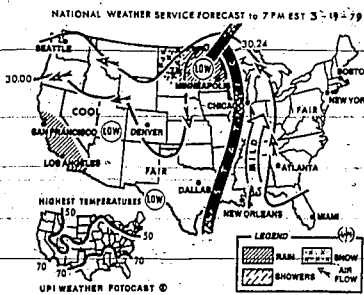 NATIONAL WEATHER SERVICE FORECAST to 7 PM EST 3-19-79
SEATTLE
30.24
30.00
LOW
MINNEAPOLIS
BOSTON
NEW YORK
CHICAGO
COOL
FAIR
SAN FRANCISCO
LOW
DENVER
LOS ANGELES
FAIR
MILD
ATLANTA
DALLAS
LOW
NEW ORLEANS
MIAMI
HIGHEST TEMPERATURES
50
50
70
70
70
LEGEND
RAIN
SNOW
SHOWERS
AIR
FLOW
UPI WEATHER FOTOCAST ©